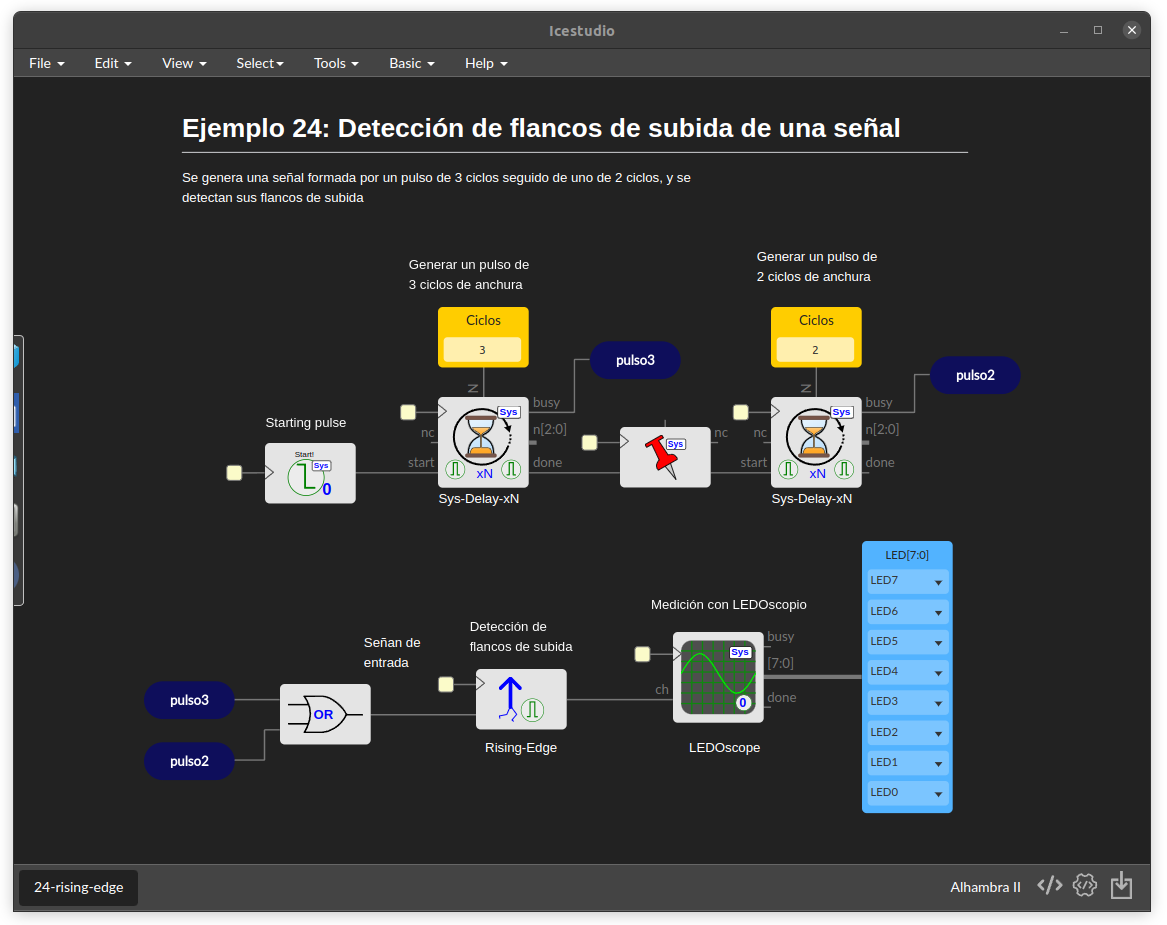 Icestudio
File Edit View Select Tools Basic Help
Ejemplo 24: Detección de flancos de subida de una señal
Se genera una señal formada por un pulso de 3 ciclos seguido de uno de 2 ciclos, y se
detectan sus flancos de subida
Generar un pulso de
3 ciclos de anchura
Generar un pulso de
2 ciclos de anchura
Ciclos
3
Ciclos
2
pulso3
pulso2
N
N
Starting pulse
Start!
Sys
0
nc
start
Sys
xN
busy
n[2:0]
done
Sys-Delay-xN
Sys
nc
nc
start
Sys
xN
busy
n[2:0]
done
Sys-Delay-xN
LED[7:0]
LED7
LED6
LED5
LED4
LED3
LED2
LED1
LED0
Medición con LEDOscopio
Detección de
flancos de subida
Señan de
entrada
pulso3
pulso2
OR
Rising-Edge
ch
Sys
0
busy
[7:0]
done
LEDOscope
24-rising-edge
Alhambra II